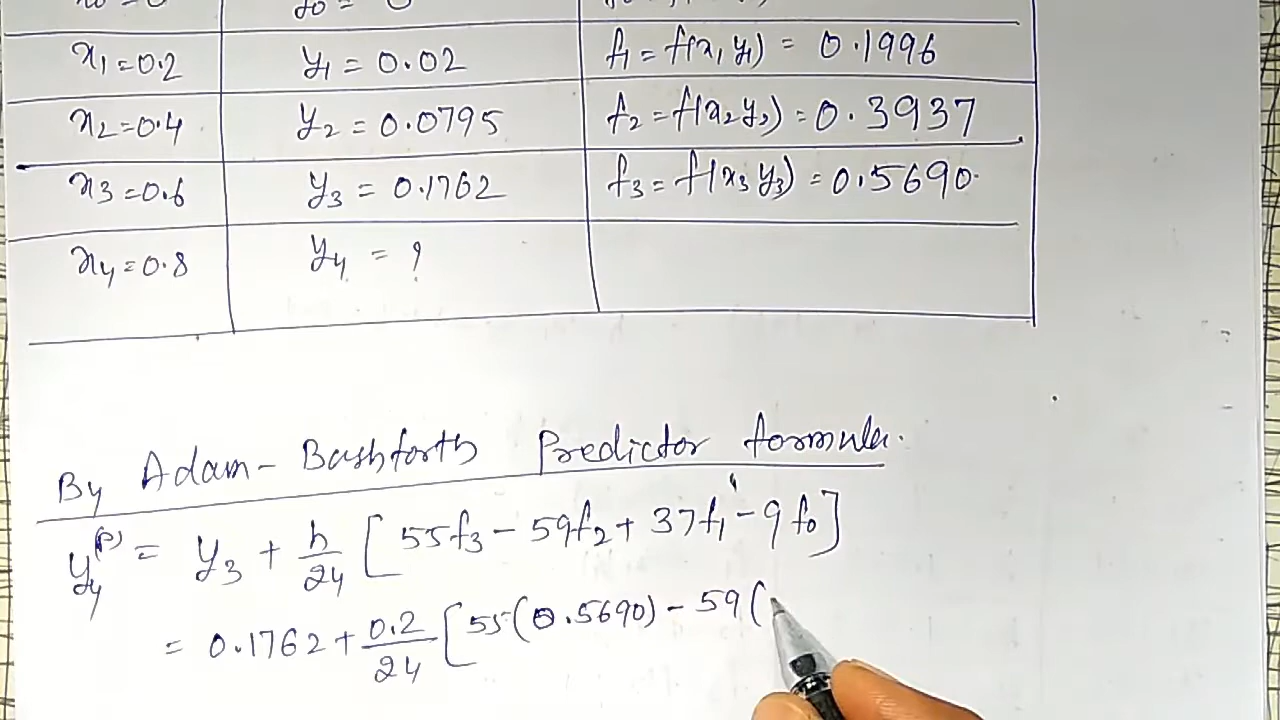 x₁=0.2 y₁ = 0.02 f₁ = f(x₁ y₁) = 0.1996
x₂=0.4 y₂ = 0.0795 f₂ = f(x₂ y₂) = 0.3937
x₃=0.6 y₃ = 0.1762 f₃ = f(x₃ y₃) = 0.5690
x₄=0.8 y₄ = ?
By Adam-Bashforth Predictor formula.
y₄⁽ᵖ⁾ = y₃ + h/24 [55f₃ - 59f₂ + 37f₁ - 9f₀]
= 0.1762 + 0.2/24 [55(0.5690) - 59(